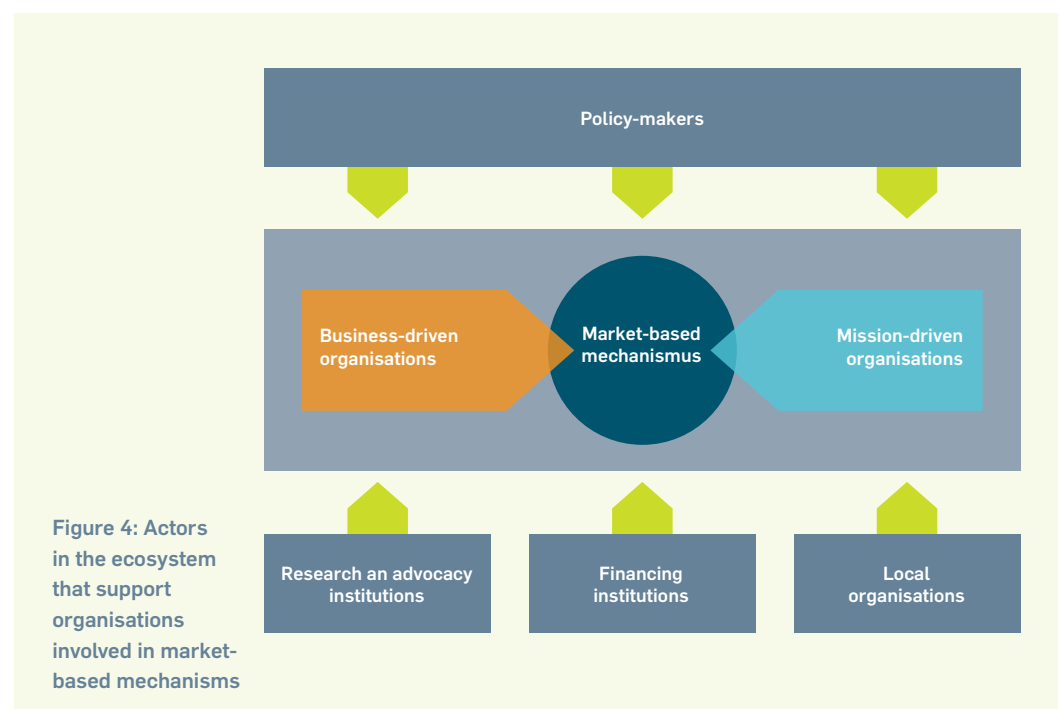 Policy-makers
Business-driven
organisations
Market-based
mechanismus
Mission-driven
organisations
Research an advocacy
institutions
Financing
institutions
Local
organisations
Figure 4: Actors
in the ecosystem
that support
organisations
involved in market-
based mechanisms